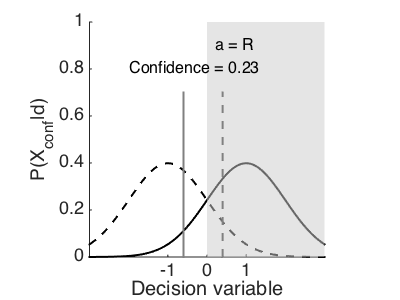 1
a = R
0.8
Confidence = 0.23
0.6
0.4
0.2
0
P(X_conf|d)
-1 0 1
Decision variable